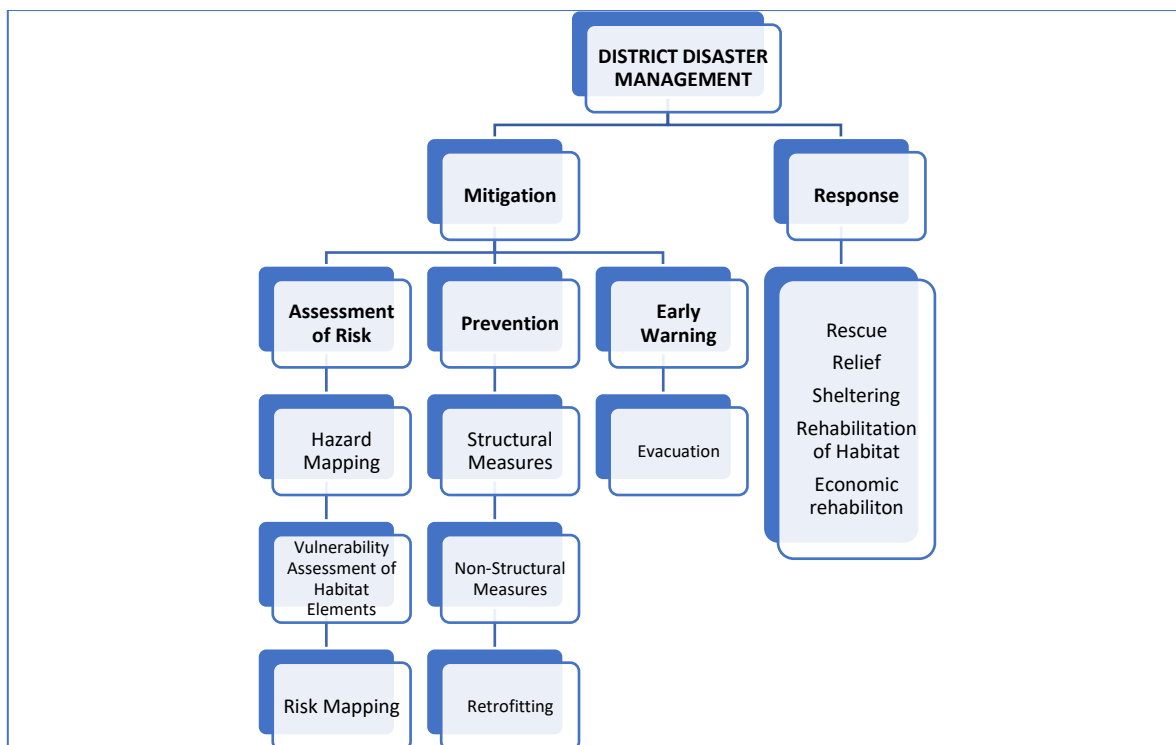 DISTRICT DISASTER
MANAGEMENT
Mitigation
Response
Assessment
of Risk
Prevention
Early
Warning
Hazard
Mapping
Structural
Measures
Evacuation
Rescue
Relief
Sheltering
Rehabilitation
of Habitat
Economic
rehabiliton
Vulnerability
Assessment of
Habitat
Elements
Non-Structural
Measures
Risk Mapping
Retrofitting